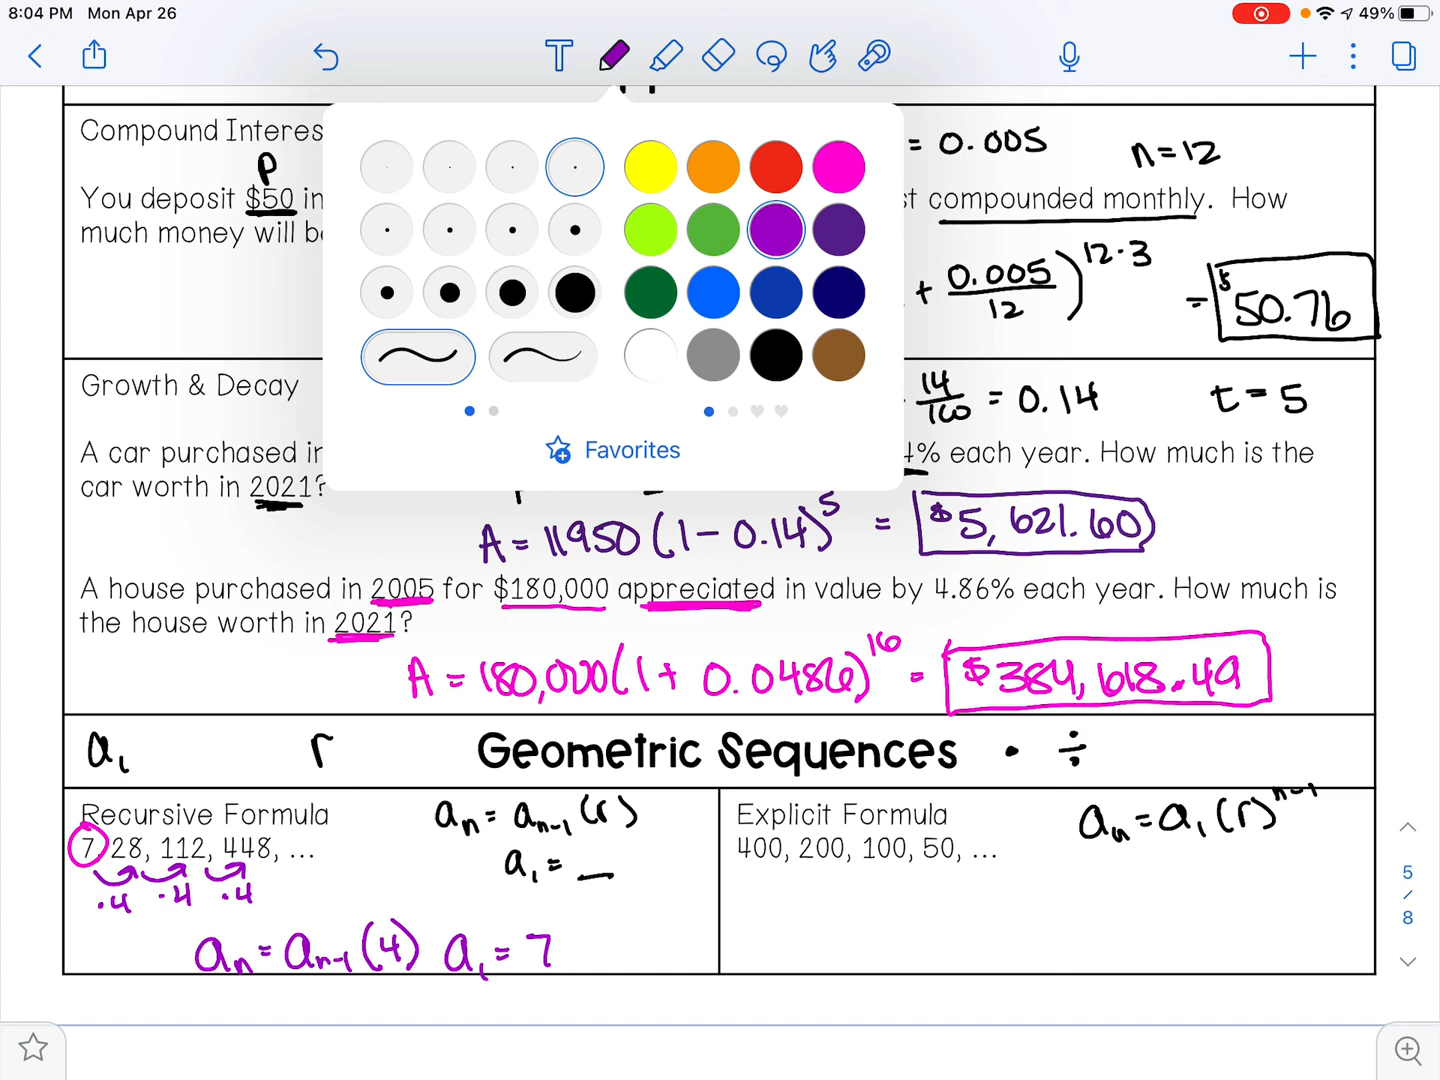 8:04 PM Mon Apr 26
49%
T
Compound Interes
= 0.005
n=12
P
You deposit $50 in
st compounded monthly. How
much money will be
+ 0.005/12 ) 12·3
= $50.76
Growth & Decay
14/100 = 0.14
t = 5
A car purchased in
4% each year. How much is the
car worth in 2021?
Favorites
A = 11950 (1 - 0.14)^5 = $5,621.60
A house purchased in 2005 for $180,000 appreciated in value by 4.86% each year. How much is
the house worth in 2021?
A = 180,000 (1 + 0.0486)^16 = $384,618.49
a₁ r Geometric Sequences · ÷
Recursive Formula
aₙ = aₙ₋₁ (r)
7, 28, 112, 448, ...
a₁ = _
·4 ·4 ·4
aₙ = aₙ₋₁ (4) a₁ = 7
Explicit Formula
aₙ = a₁ (r)ⁿ⁻¹
400, 200, 100, 50, ...
5
/
8